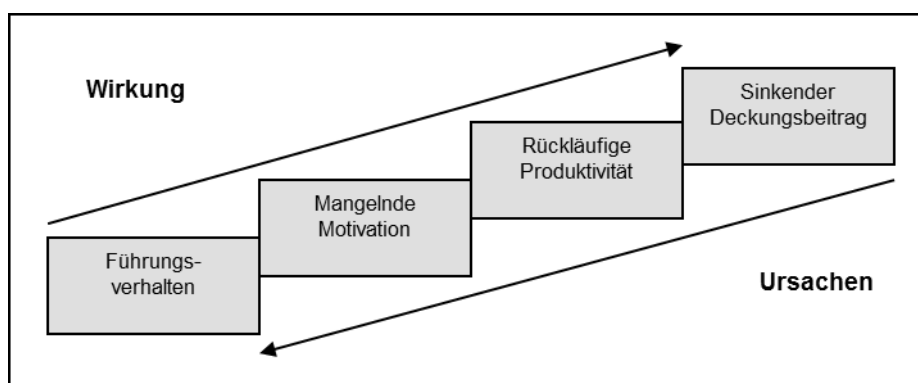 Wirkung
Sinkender
Deckungsbeitrag
Rückläufige
Produktivität
Mangelnde
Motivation
Führungs-
verhalten
Ursachen